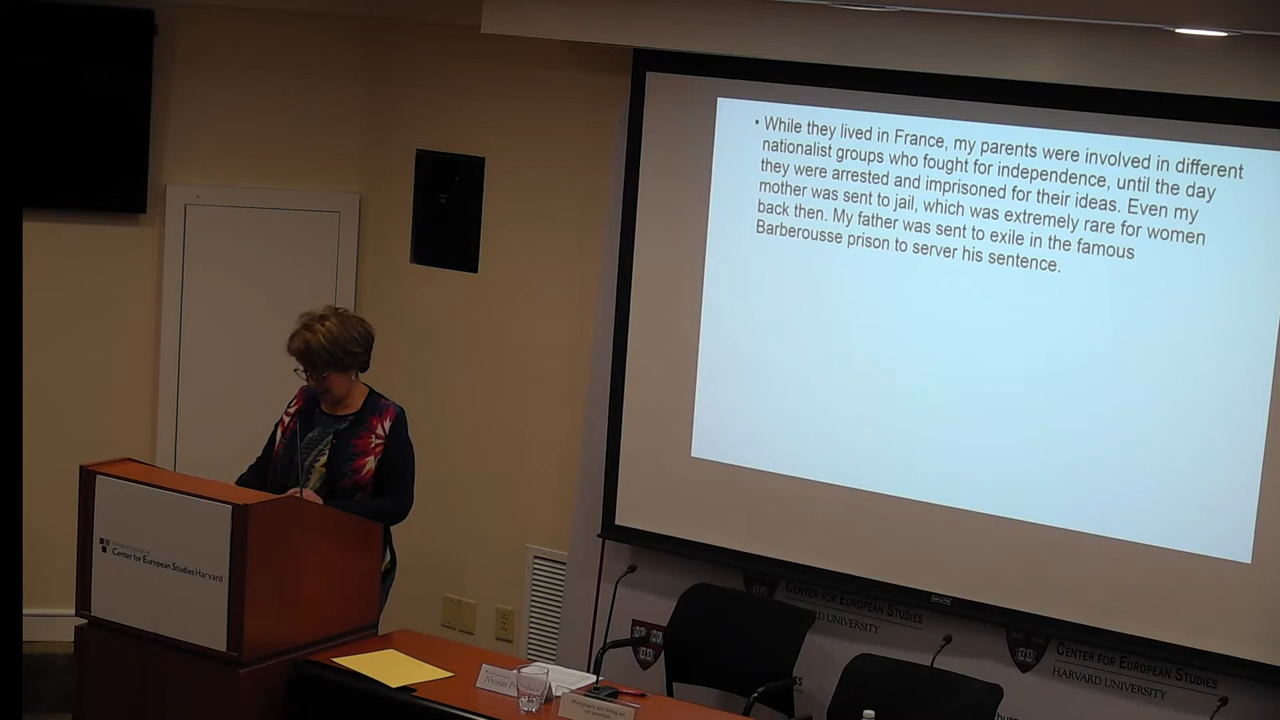 • While they lived in France, my parents were involved in different
nationalist groups who fought for independence, until the day
they were arrested and imprisoned for their ideas. Even my
mother was sent to jail, which was extremely rare for women
back then. My father was sent to exile in the famous
Barberousse prison to server his sentence.
Center for European Studies Harvard
CENTER FOR EUROPEAN STUDIES
UNIVERSITY
CENTER FOR EUROPEAN STUDIES
HARVARD UNIVERSITY
Nicolas